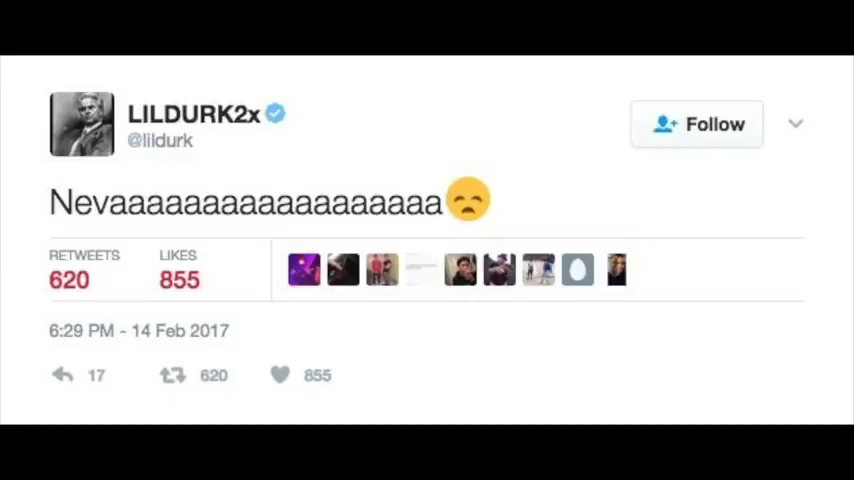 LILDURK2x
@lildurk
Follow
Nevaaaaaaaaaaaaaaaaaa😞
RETWEETS LIKES
620 855
6:29 PM - 14 Feb 2017
17 620 855